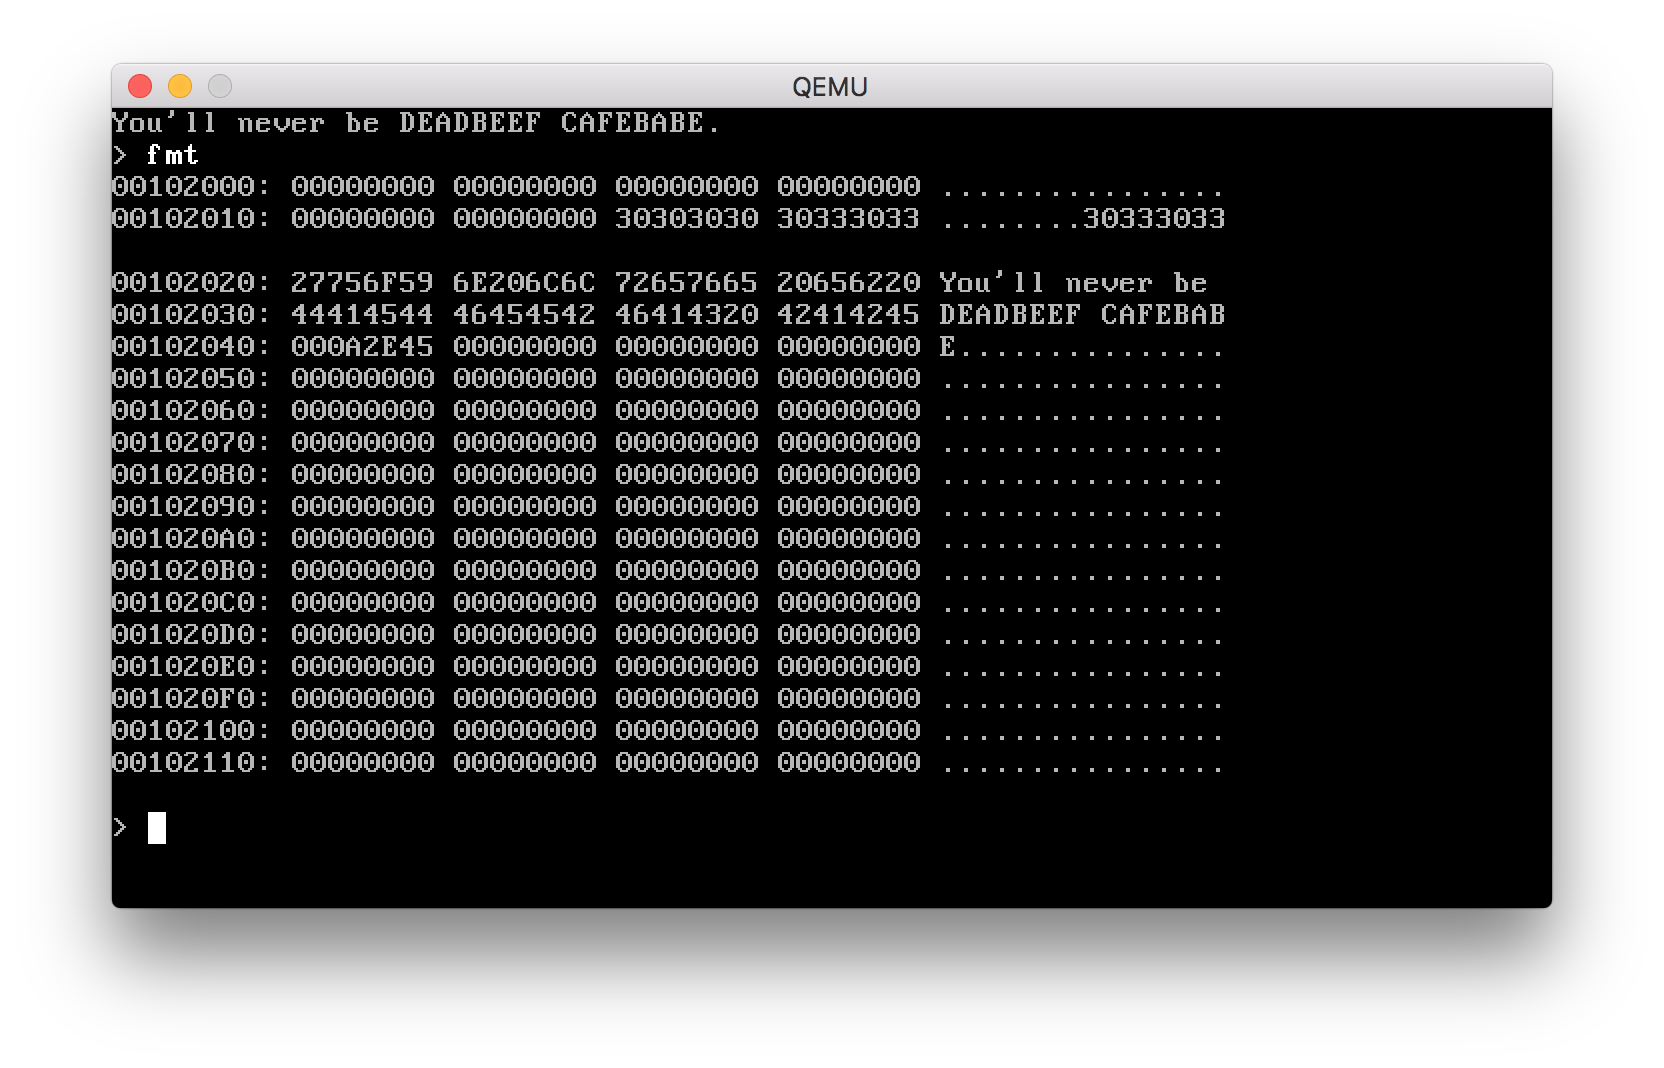 QEMU
You'll never be DEADBEEF CAFEBABE.
> fmt
00102000: 00000000 00000000 00000000 00000000 ................
00102010: 00000000 00000000 30303030 30333033 ........30333033
00102020: 27756F59 6E206C6C 72657665 20656220 You'll never be
00102030: 44414544 46454542 46414320 42414245 DEADBEEF CAFEBAB
00102040: 000A2E45 00000000 00000000 00000000 E...............
00102050: 00000000 00000000 00000000 00000000 ................
00102060: 00000000 00000000 00000000 00000000 ................
00102070: 00000000 00000000 00000000 00000000 ................
00102080: 00000000 00000000 00000000 00000000 ................
00102090: 00000000 00000000 00000000 00000000 ................
001020A0: 00000000 00000000 00000000 00000000 ................
001020B0: 00000000 00000000 00000000 00000000 ................
001020C0: 00000000 00000000 00000000 00000000 ................
001020D0: 00000000 00000000 00000000 00000000 ................
001020E0: 00000000 00000000 00000000 00000000 ................
001020F0: 00000000 00000000 00000000 00000000 ................
00102100: 00000000 00000000 00000000 00000000 ................
00102110: 00000000 00000000 00000000 00000000 ................
>